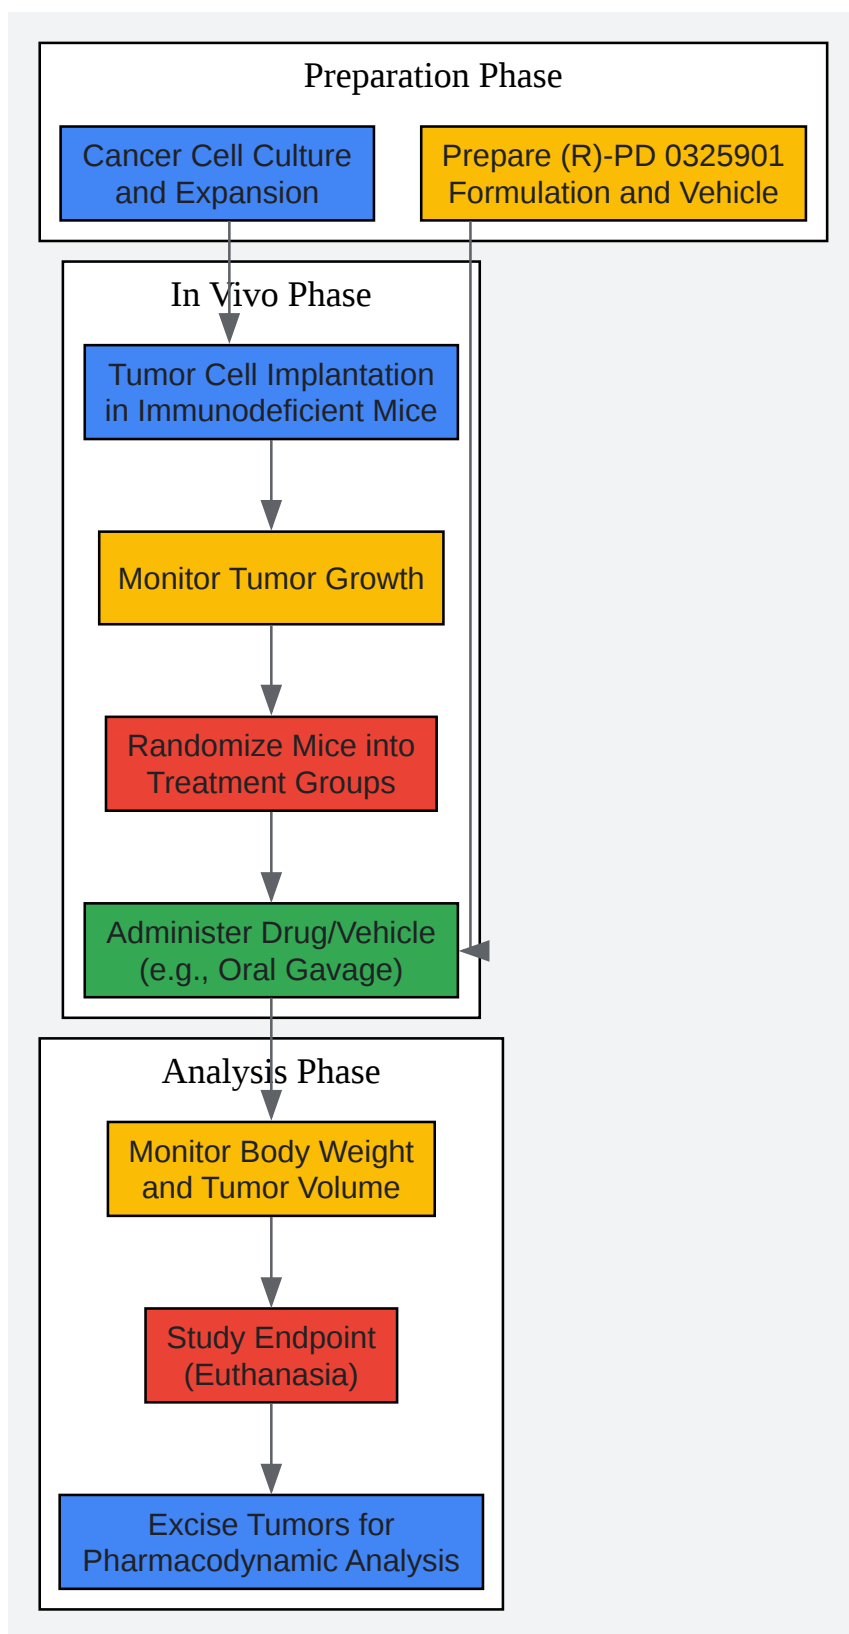 Preparation Phase
Cancer Cell Culture
and Expansion
Prepare (R)-PD 0325901
Formulation and Vehicle
In Vivo Phase
Tumor Cell Implantation
in Immunodeficient Mice
Monitor Tumor Growth
Randomize Mice into
Treatment Groups
Administer Drug/Vehicle
(e.g., Oral Gavage)
Analysis Phase
Monitor Body Weight
and Tumor Volume
Study Endpoint
(Euthanasia)
Excise Tumors for
Pharmacodynamic Analysis